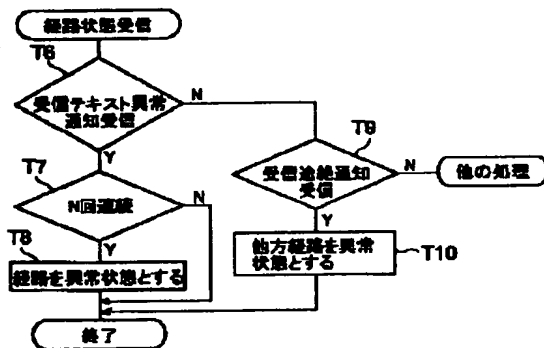 経路状態受信
T6
受信テキスト異常
通知受信
N
Y
T7
N回連続
N
Y
T8
経路を異常状態とする
T9
受信途絶通知
受信
N
他の処理
Y
他方経路を異常
状態とする
T10
終了